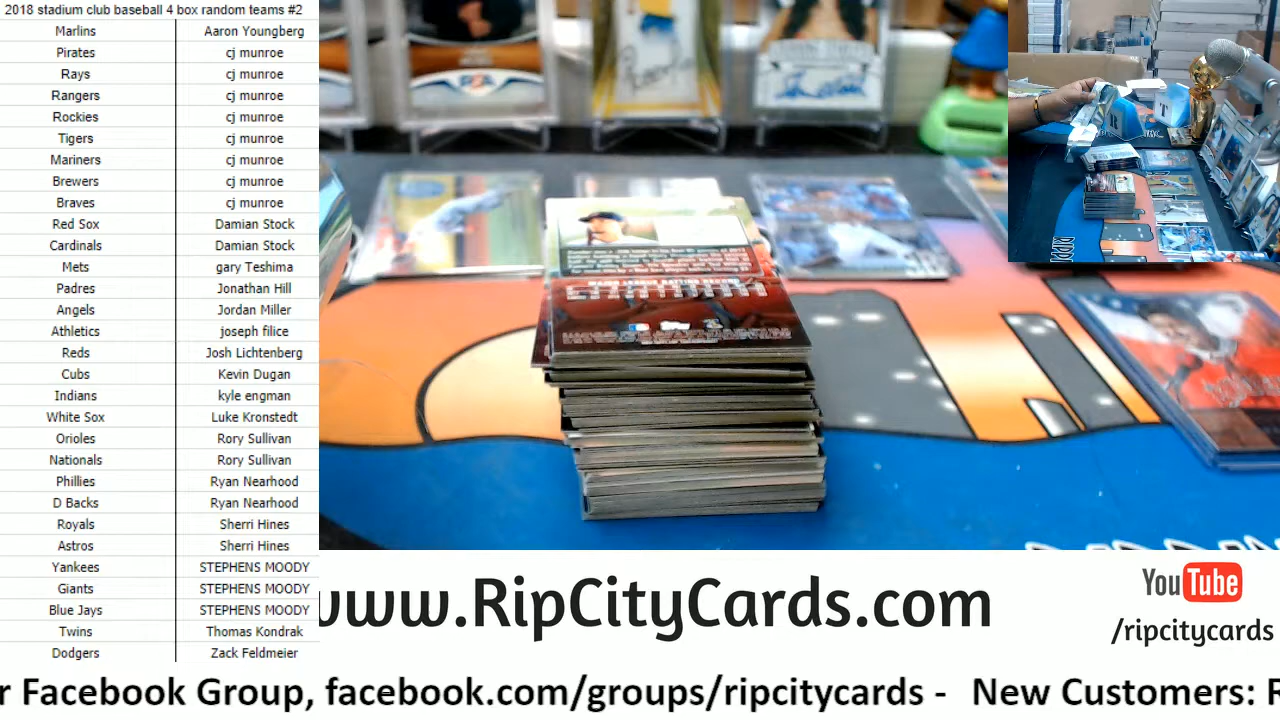 2018 stadium club baseball 4 box random teams #2
Marlins Aaron Youngberg
Pirates cj munroe
Rays cj munroe
Rangers cj munroe
Rockies cj munroe
Tigers cj munroe
Mariners cj munroe
Brewers cj munroe
Braves cj munroe
Red Sox Damian Stock
Cardinals Damian Stock
Mets gary Teshima
Padres Jonathan Hill
Angels Jordan Miller
Athletics joseph filice
Reds Josh Lichtenberg
Cubs Kevin Dugan
Indians kyle engman
White Sox Luke Kronstedt
Orioles Rory Sullivan
Nationals Rory Sullivan
Phillies Ryan Nearhood
D Backs Ryan Nearhood
Royals Sherri Hines
Astros Sherri Hines
Yankees STEPHENS MOODY
Giants STEPHENS MOODY
Blue Jays STEPHENS MOODY
Twins Thomas Kondrak
Dodgers Zack Feldmeier
www.RipCityCards.com
YouTube
/ripcitycards
r Facebook Group, facebook.com/groups/ripcitycards - New Customers: R